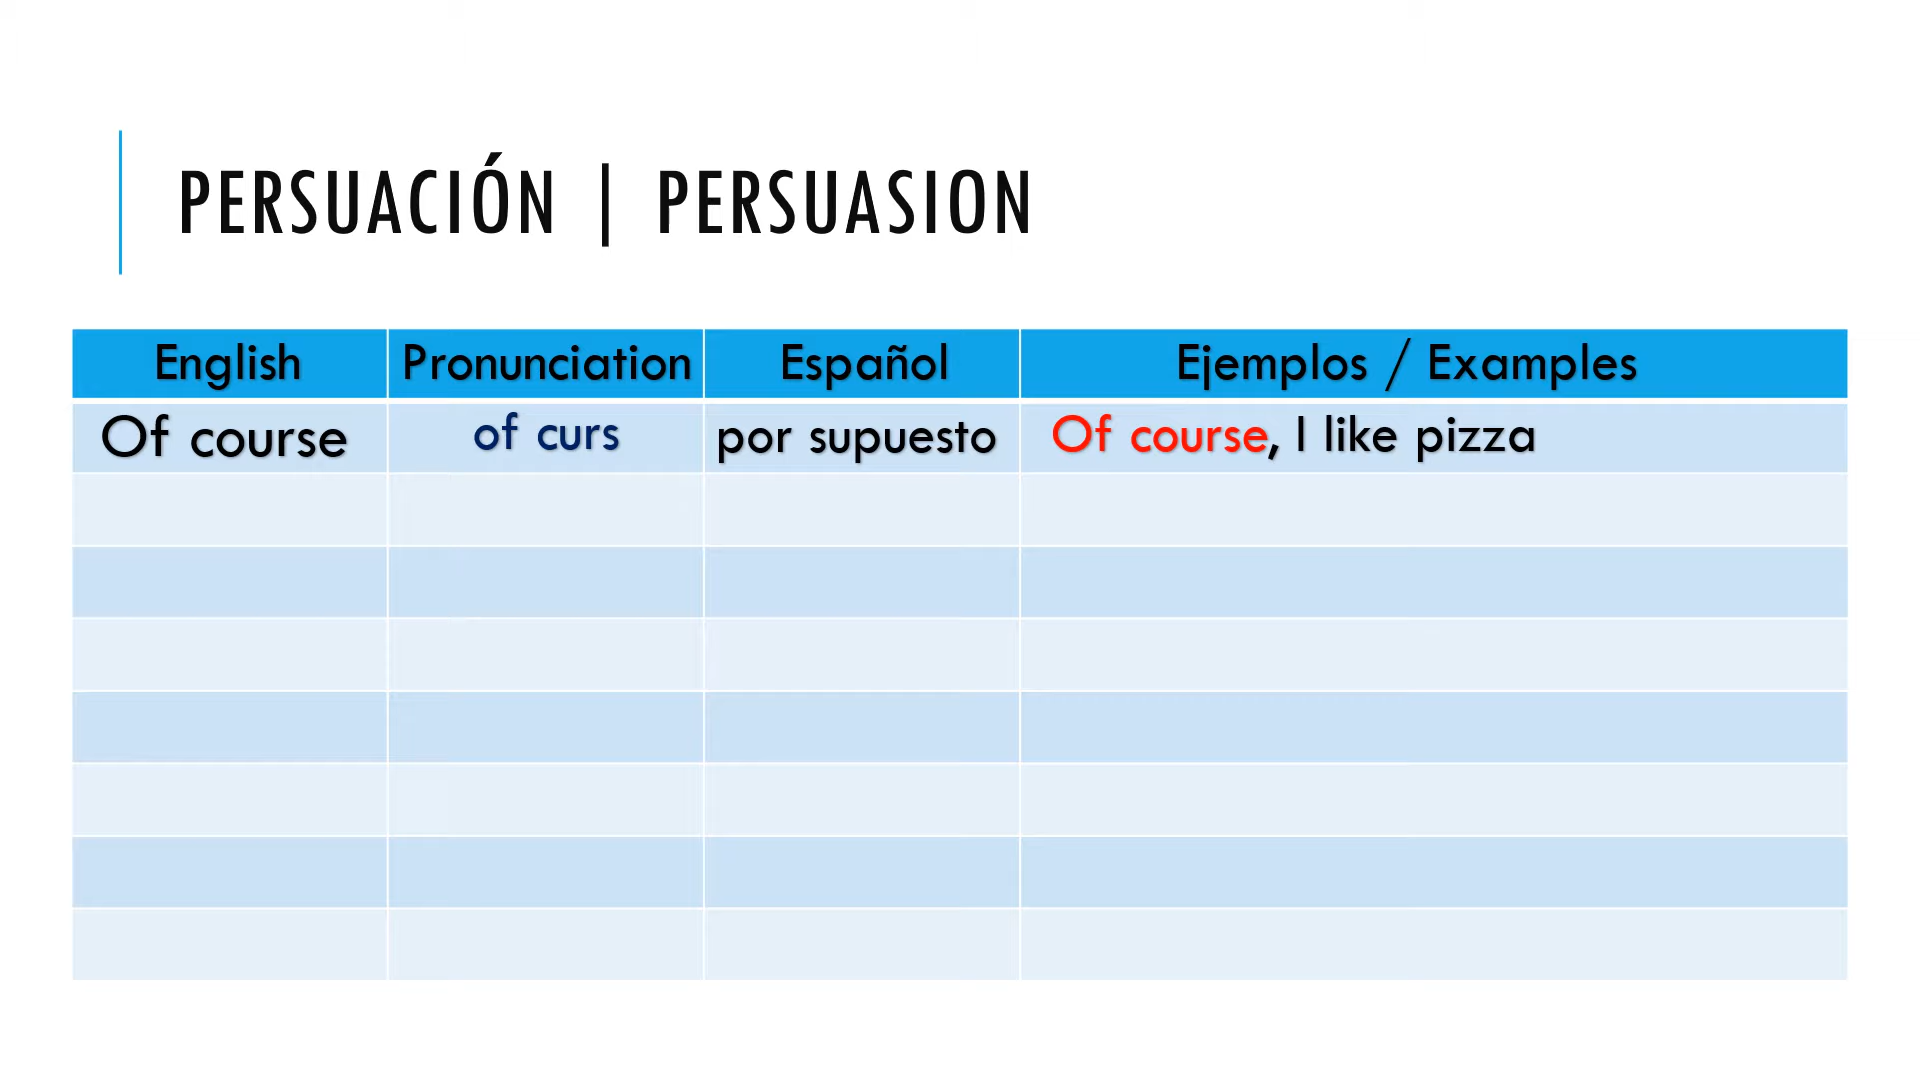 PERSUACIÓN | PERSUASION
English Pronunciation Español Ejemplos / Examples
Of course of curs por supuesto Of course, I like pizza